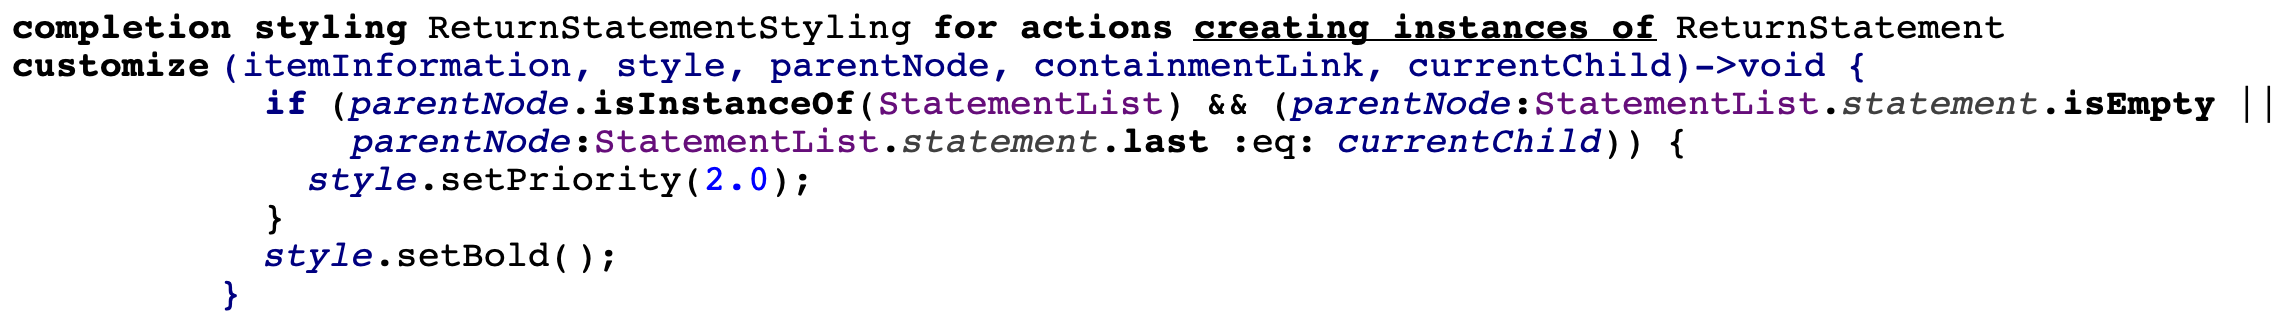 completion styling ReturnStatementStyling for actions creating instances of ReturnStatement
customize (itemInformation, style, parentNode, containmentLink, currentChild)->void {
if (parentNode.isInstanceOf(StatementList) && (parentNode:StatementList.statement.isEmpty ||
parentNode:StatementList.statement.last :eq: currentChild)) {
style.setPriority(2.0);
}
style.setBold();
}